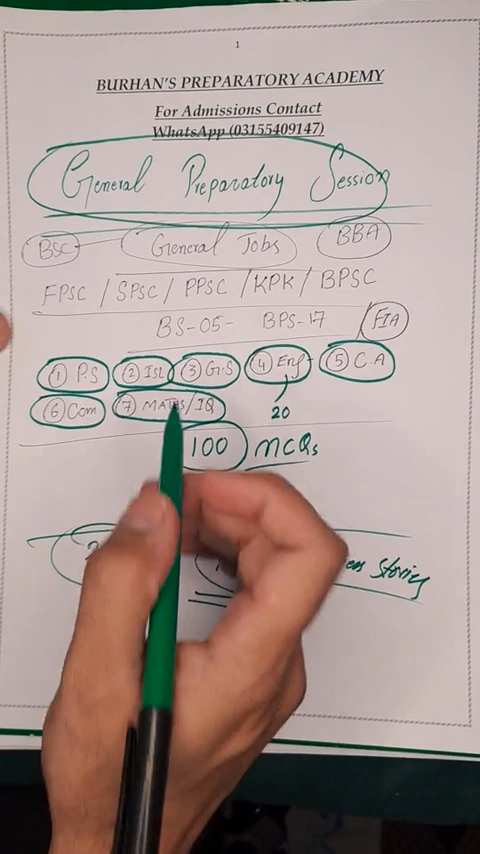 1
BURHAN'S PREPARATORY ACADEMY
For Admissions Contact
WhatsApp (03155409147)
General Preparatory Session
BSC General Jobs BBA
FPSC / SPSC / PPSC / KPK / BPSC
BS-05- BPS-17 FIA
① P.S ② ISL ③ G.S ④ Eng ⑤ C.A
⑥ Com ⑦ MATHS/IQ 20
100 MCQs
Stories